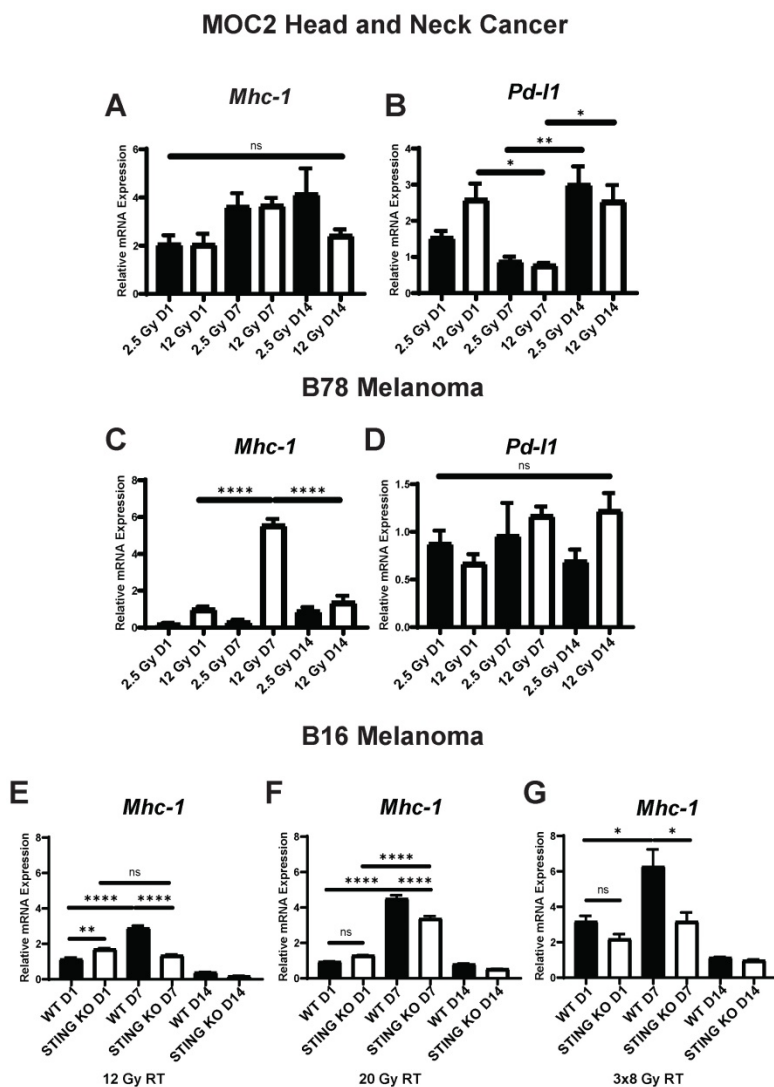 MOC2 Head and Neck Cancer
A
Mhc-1
Relative mRNA Expression
8
6
4
2
0
ns
2.5 Gy D1
12 Gy D1
2.5 Gy D7
12 Gy D7
2.5 Gy D14
12 Gy D14
B
Pd-l1
Relative mRNA Expression
4
3
2
1
0
*
**
*
2.5 Gy D1
12 Gy D1
2.5 Gy D7
12 Gy D7
2.5 Gy D14
12 Gy D14
B78 Melanoma
C
Mhc-1
Relative mRNA Expression
8
6
4
2
0
****
****
2.5 Gy D1
12 Gy D1
2.5 Gy D7
12 Gy D7
2.5 Gy D14
12 Gy D14
D
Pd-l1
Relative mRNA Expression
1.5
1.0
0.5
0.0
ns
2.5 Gy D1
12 Gy D1
2.5 Gy D7
12 Gy D7
2.5 Gy D14
12 Gy D14
B16 Melanoma
E
Mhc-1
Relative mRNA Expression
8
6
4
2
0
ns
****
****
**
WT D1
STING KO D1
WT D7
STING KO D7
WT D14
STING KO D14
12 Gy RT
F
Mhc-1
Relative mRNA Expression
8
6
4
2
0
****
****
****
ns
WT D1
STING KO D1
WT D7
STING KO D7
WT D14
STING KO D14
20 Gy RT
G
Mhc-1
Relative mRNA Expression
8
6
4
2
0
*
*
ns
WT D1
STING KO D1
WT D7
STING KO D7
WT D14
STING KO D14
3x8 Gy RT